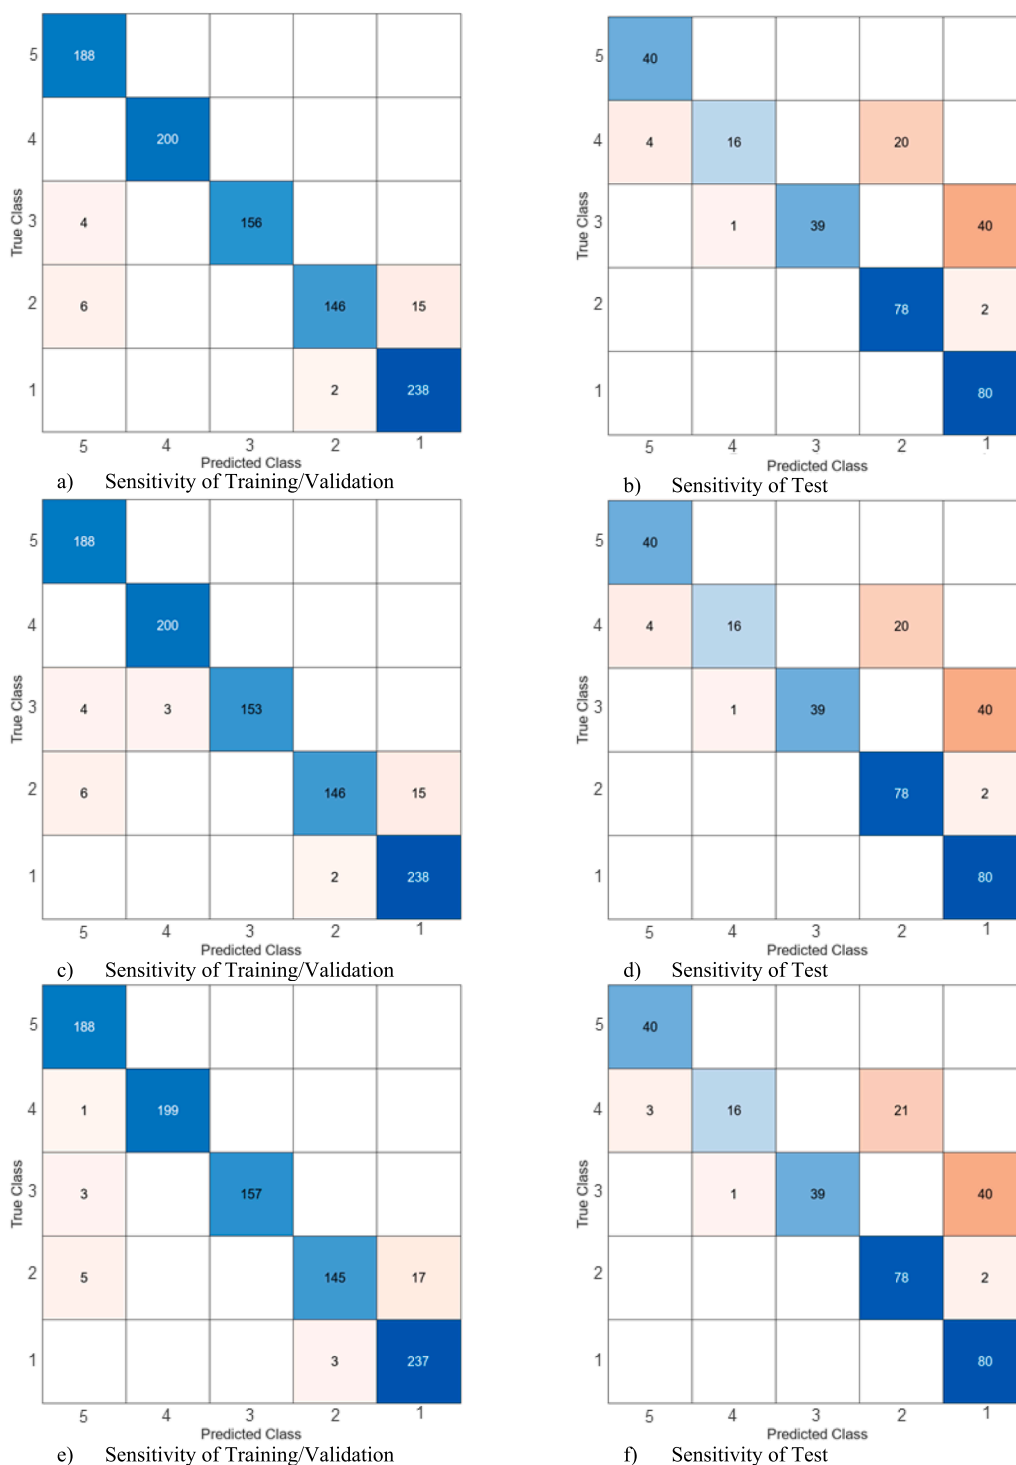 5 188
4 200
True Class
3 4 156
2 6 146 15
1 2 238
5 4 3 2 1
Predicted Class
a) Sensitivity of Training/Validation
5 40
4 4 16 20
True Class
3 1 39 40
2 78 2
1 80
5 4 3 2 1
Predicted Class
b) Sensitivity of Test
5 188
4 200
True Class
3 4 3 153
2 6 146 15
1 2 238
5 4 3 2 1
Predicted Class
c) Sensitivity of Training/Validation
5 40
4 4 16 20
True Class
3 1 39 40
2 78 2
1 80
5 4 3 2 1
Predicted Class
d) Sensitivity of Test
5 188
4 1 199
True Class
3 3 157
2 5 145 17
1 3 237
5 4 3 2 1
Predicted Class
e) Sensitivity of Training/Validation
5 40
4 3 16 21
True Class
3 1 39 40
2 78 2
1 80
5 4 3 2 1
Predicted Class
f) Sensitivity of Test